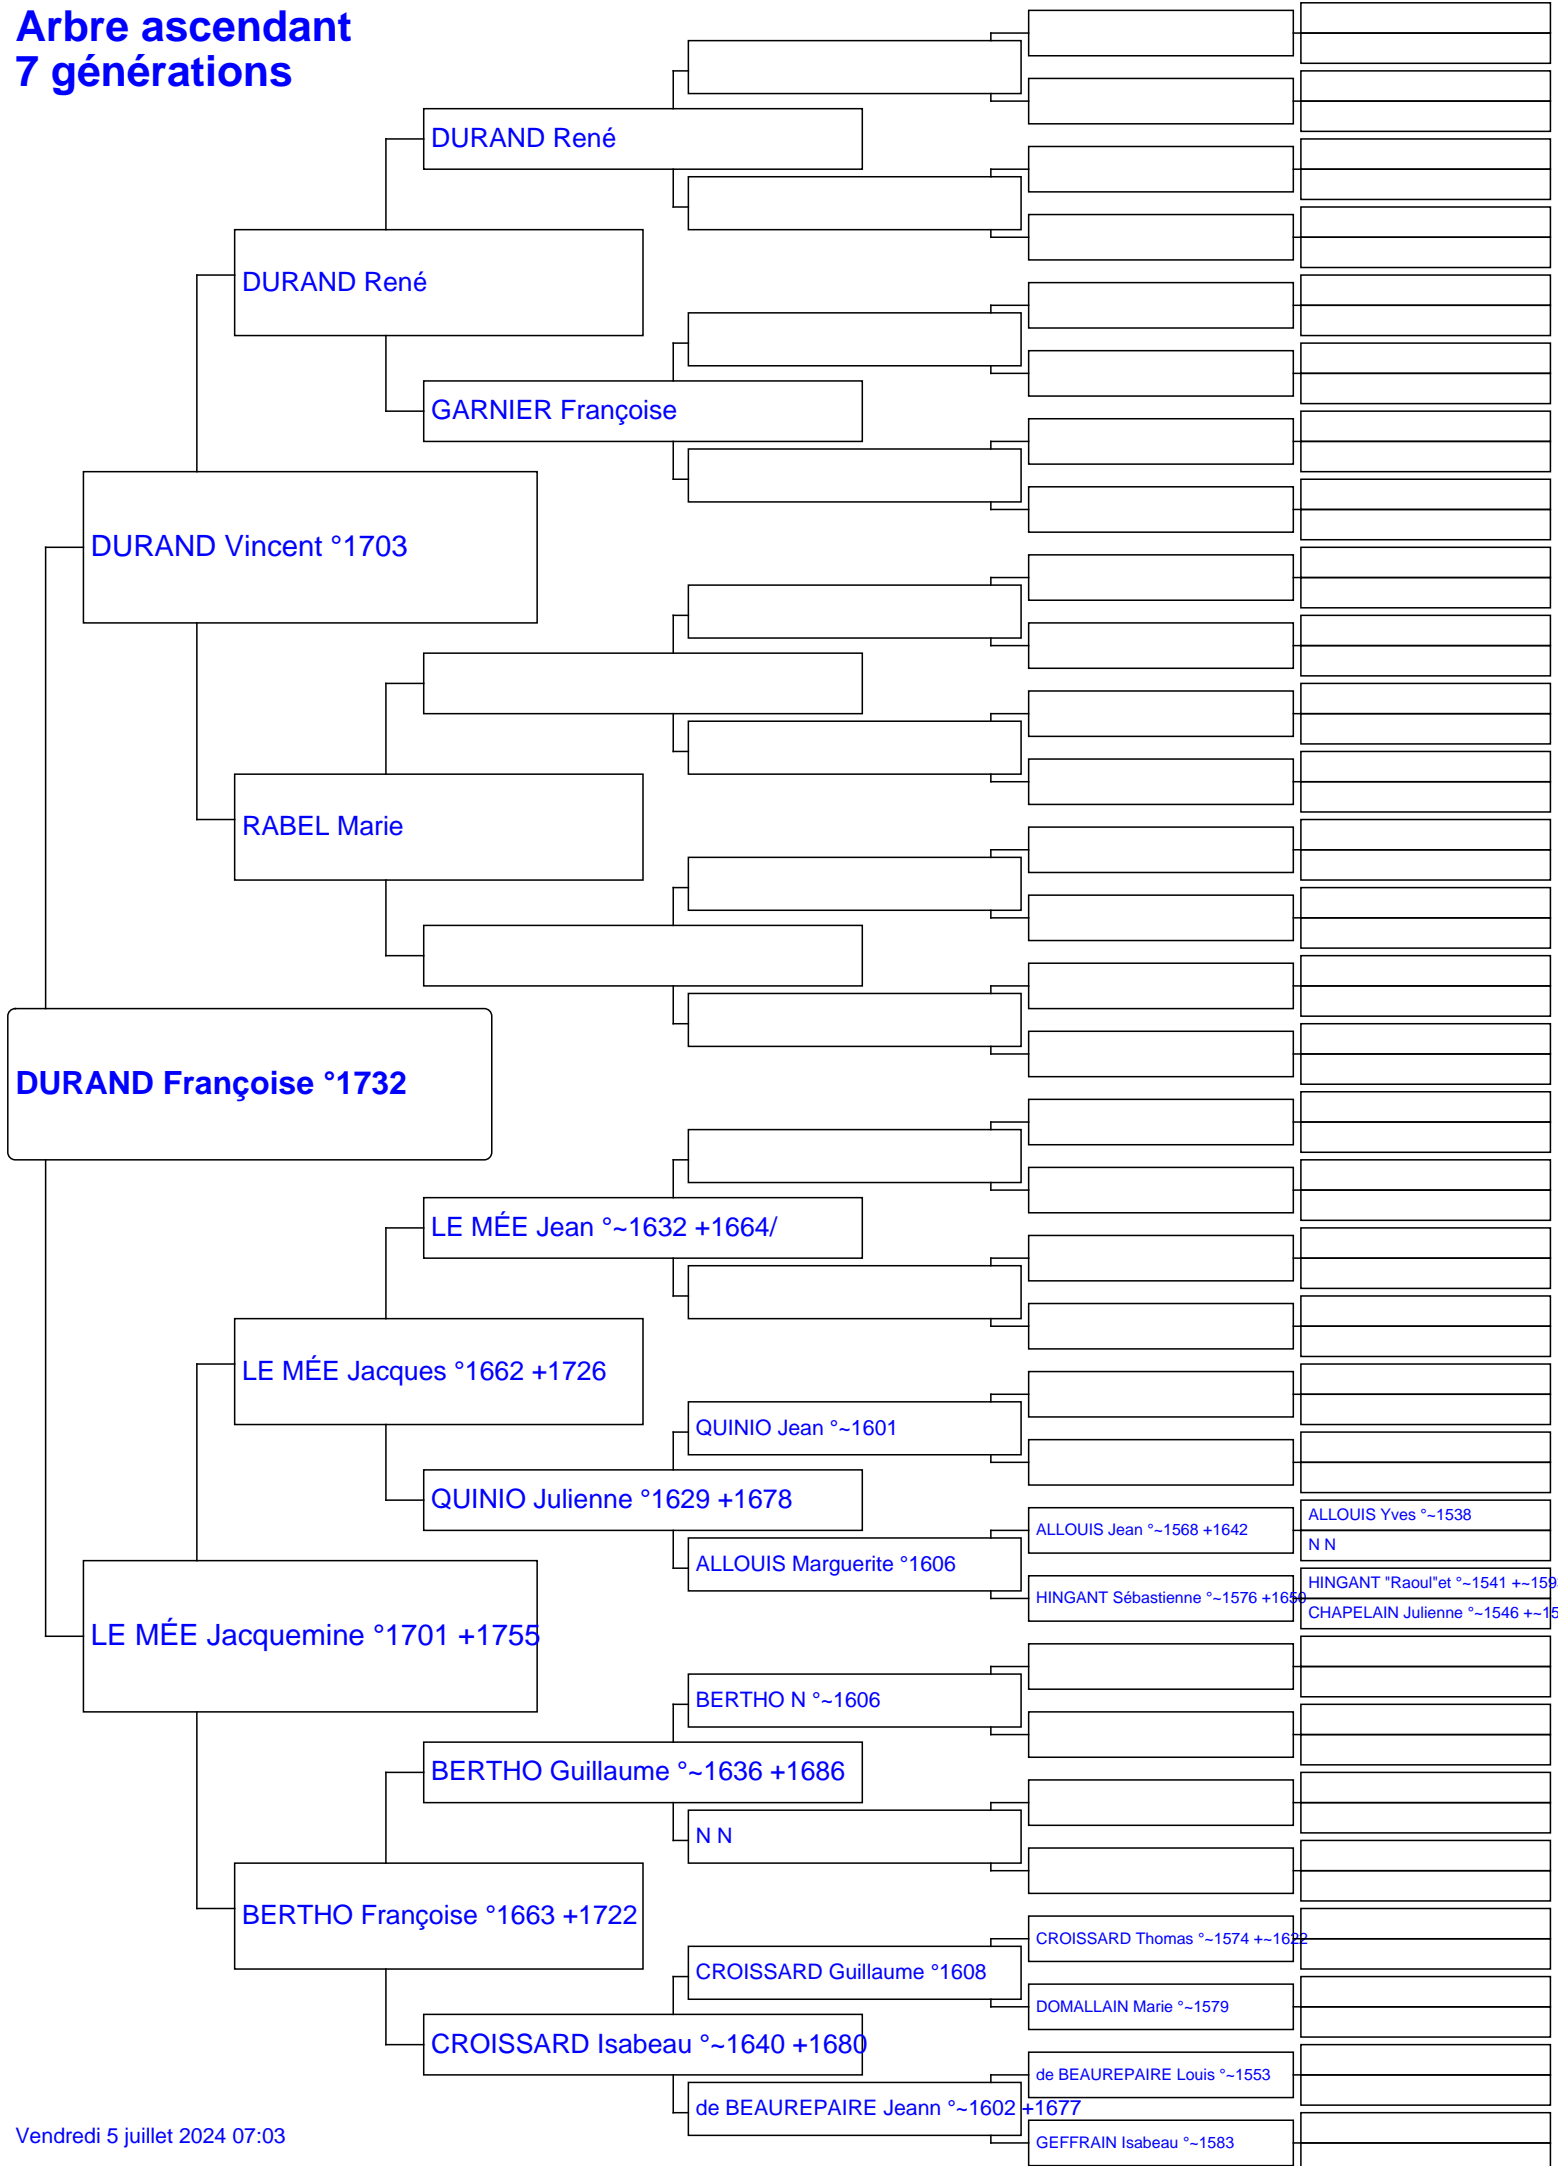 Arbre ascendant
7 générations
DURAND René
DURAND René
GARNIER Françoise
DURAND Vincent °1703
RABEL Marie
DURAND Françoise °1732
LE MÉE Jean °~1632 +1664/
LE MÉE Jacques °1662 +1726
QUINIO Jean °~1601
QUINIO Julienne °1629 +1678
ALLOUIS Jean °~1568 +1642
ALLOUIS Yves °~1538
N N
ALLOUIS Marguerite °1606
HINGANT Sébastienne °~1576 +1650
HINGANT "Raoul"et °~1541 +~159
CHAPELAIN Julienne °~1546 +~15
LE MÉE Jacquemine °1701 +1755
BERTHO N °~1606
BERTHO Guillaume °~1636 +1686
N N
BERTHO Françoise °1663 +1722
CROISSARD Thomas °~1574 +~1622
CROISSARD Guillaume °1608
DOMALLAIN Marie °~1579
CROISSARD Isabeau °~1640 +1680
de BEAUREPAIRE Louis °~1553
de BEAUREPAIRE Jeann °~1602 +1677
GEFFRAIN Isabeau °~1583
Vendredi 5 juillet 2024 07:03